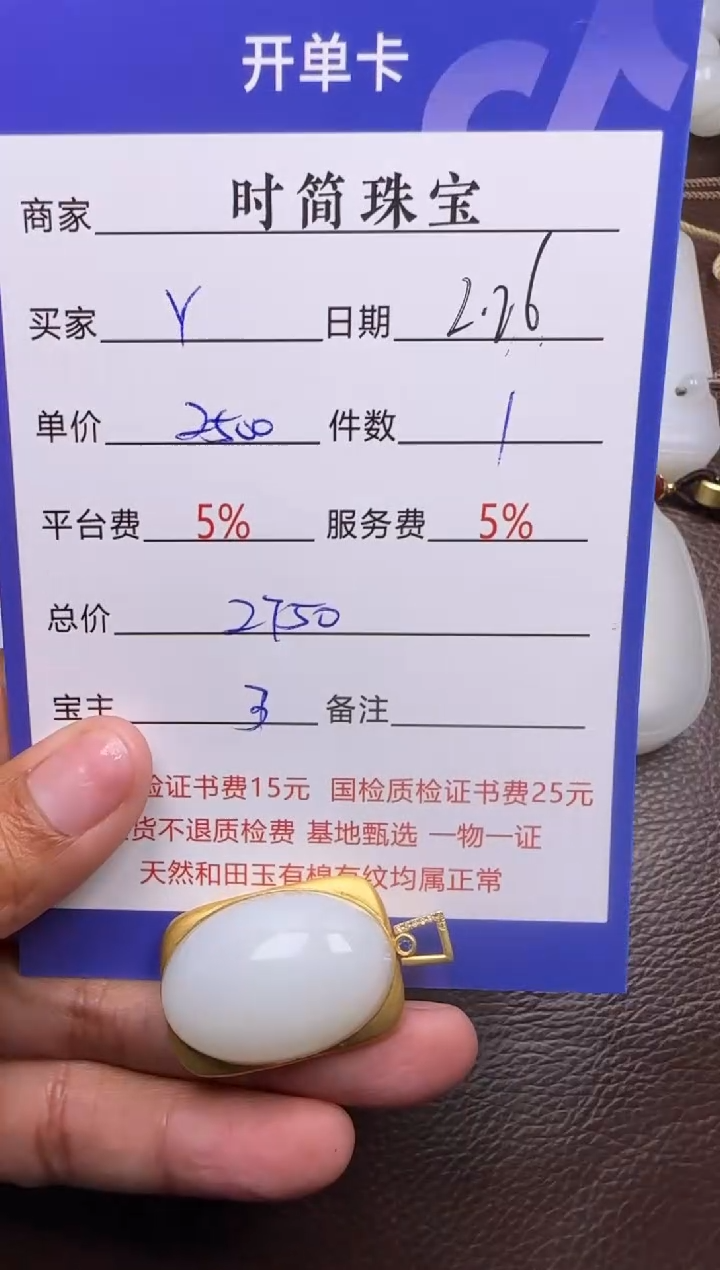 开单卡
商家 时简珠宝
买家 Y 日期 2.26
单价 2500 件数 1
平台费 5% 服务费 5%
总价 2750
宝主 3 备注
检证书费15元 国检质检证书费25元
货不退质检费 基地甄选 一物一证
天然和田玉有棉有纹均属正常